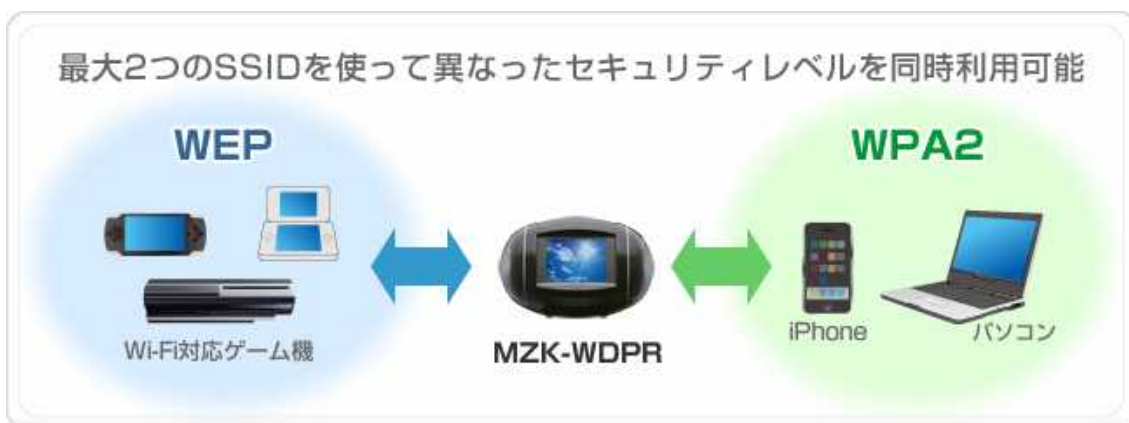 最大2つのSSIDを使って異なったセキュリティレベルを同時利用可能
WEP
WPA2
Wi-Fi対応ゲーム機
MZK-WDPR
iPhone
パソコン